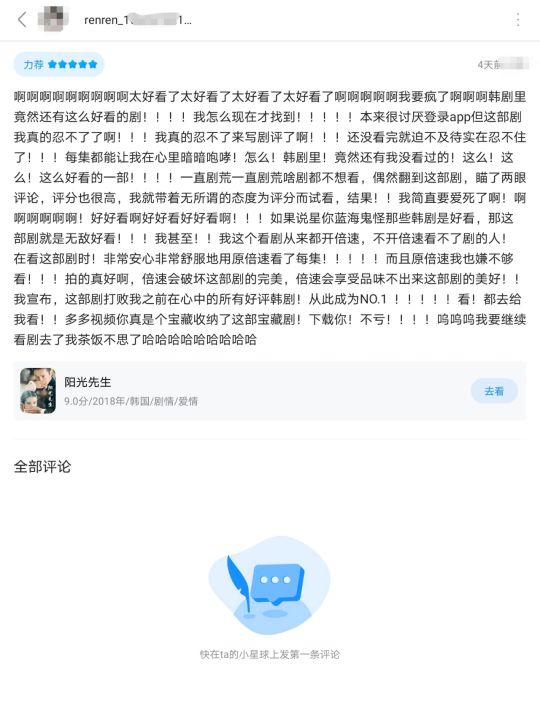 renren_1
力荐
4天前
啊啊啊啊啊啊啊啊啊太好看了太好看了太好看了太好看了啊啊啊啊啊我要疯了啊啊啊韩剧里
竟然还有这么好看的剧！！！！我怎么现在才找到！！！！！本来很讨厌登录app但这部剧
我真的忍不了了啊！！！我真的忍不了来写剧评了啊！！！还没看完就迫不及待实在忍不住
了！！！每集都能让我在心里暗暗咆哮！怎么！韩剧里！竟然还有我没看过的！这么！这
么！这么好看的一部！！！！一直剧荒一直剧荒啥剧都不想看，偶然翻到这部剧，瞄了两眼
评论，评分也很高，我就带着无所谓的态度为评分而试看，结果！！我简直要爱死了啊！啊
啊啊啊啊啊！好好看啊好好看好好看啊！！！如果说星你蓝海鬼怪那些韩剧是好看，那这
部剧就是无敌好看！！！我甚至！！我这个看剧从来都开倍速，不开倍速看不了剧的人！
在看这部剧时！非常安心非常舒服地用原倍速看了每集！！！！！而且原倍速我也嫌不够
看！！！拍的真好啊，倍速会破坏这部剧的完美，倍速会享受品味不出来这部剧的美好！！
我宣布，这部剧打败我之前在心中的所有好评韩剧！从此成为NO.1 ！！！！！看！都去给
我看！！多多视频你真是个宝藏收纳了这部宝藏剧！下载你！不亏！！！！呜呜呜我要继续
看剧去了我茶饭不思了哈哈哈哈哈哈哈哈哈
阳光先生
9.0分/2018年/韩国/剧情/爱情
去看
全部评论
快在ta的小星球上发第一条评论